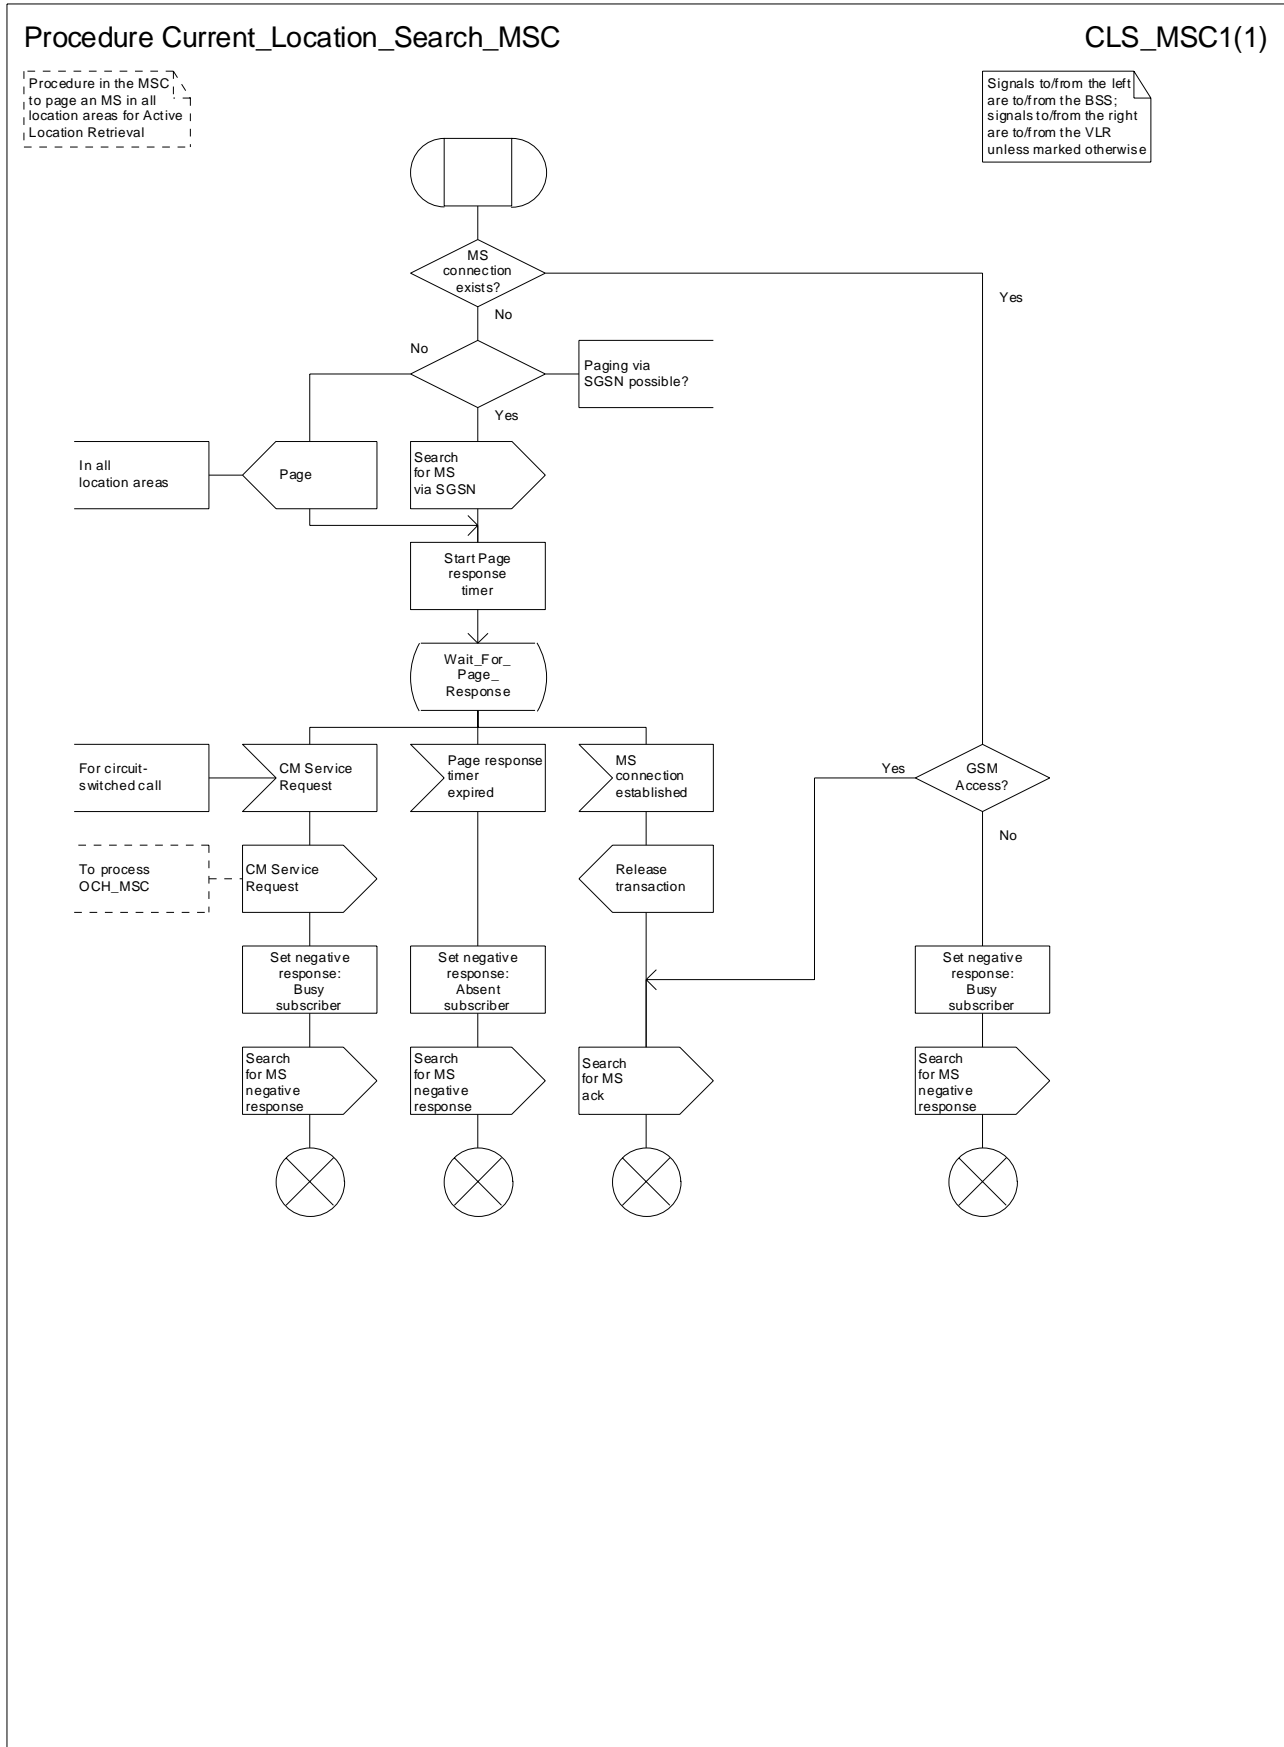 Procedure Current_Location_Search_MSC
CLS_MSC1(1)
Procedure in the MSC
to page an MS in all
location areas for Active
Location Retrieval
Signals to/from the left
are to/from the BSS;
signals to/from the right
are to/from the VLR
unless marked otherwise
MS
connection
exists?
Yes
No
No
Paging via
SGSN possible?
Yes
In all
location areas
Page
Search
for MS
via SGSN
Start Page
response
timer
Wait_For_
Page_
Response
For circuit-
switched call
CM Service
Request
Page response
timer
expired
MS
connection
established
Yes
GSM
Access?
No
To process
OCH_MSC
CM Service
Request
Release
transaction
Set negative
response:
Busy
subscriber
Set negative
response:
Absent
subscriber
Set negative
response:
Busy
subscriber
Search
for MS
negative
response
Search
for MS
negative
response
Search
for MS
ack
Search
for MS
negative
response